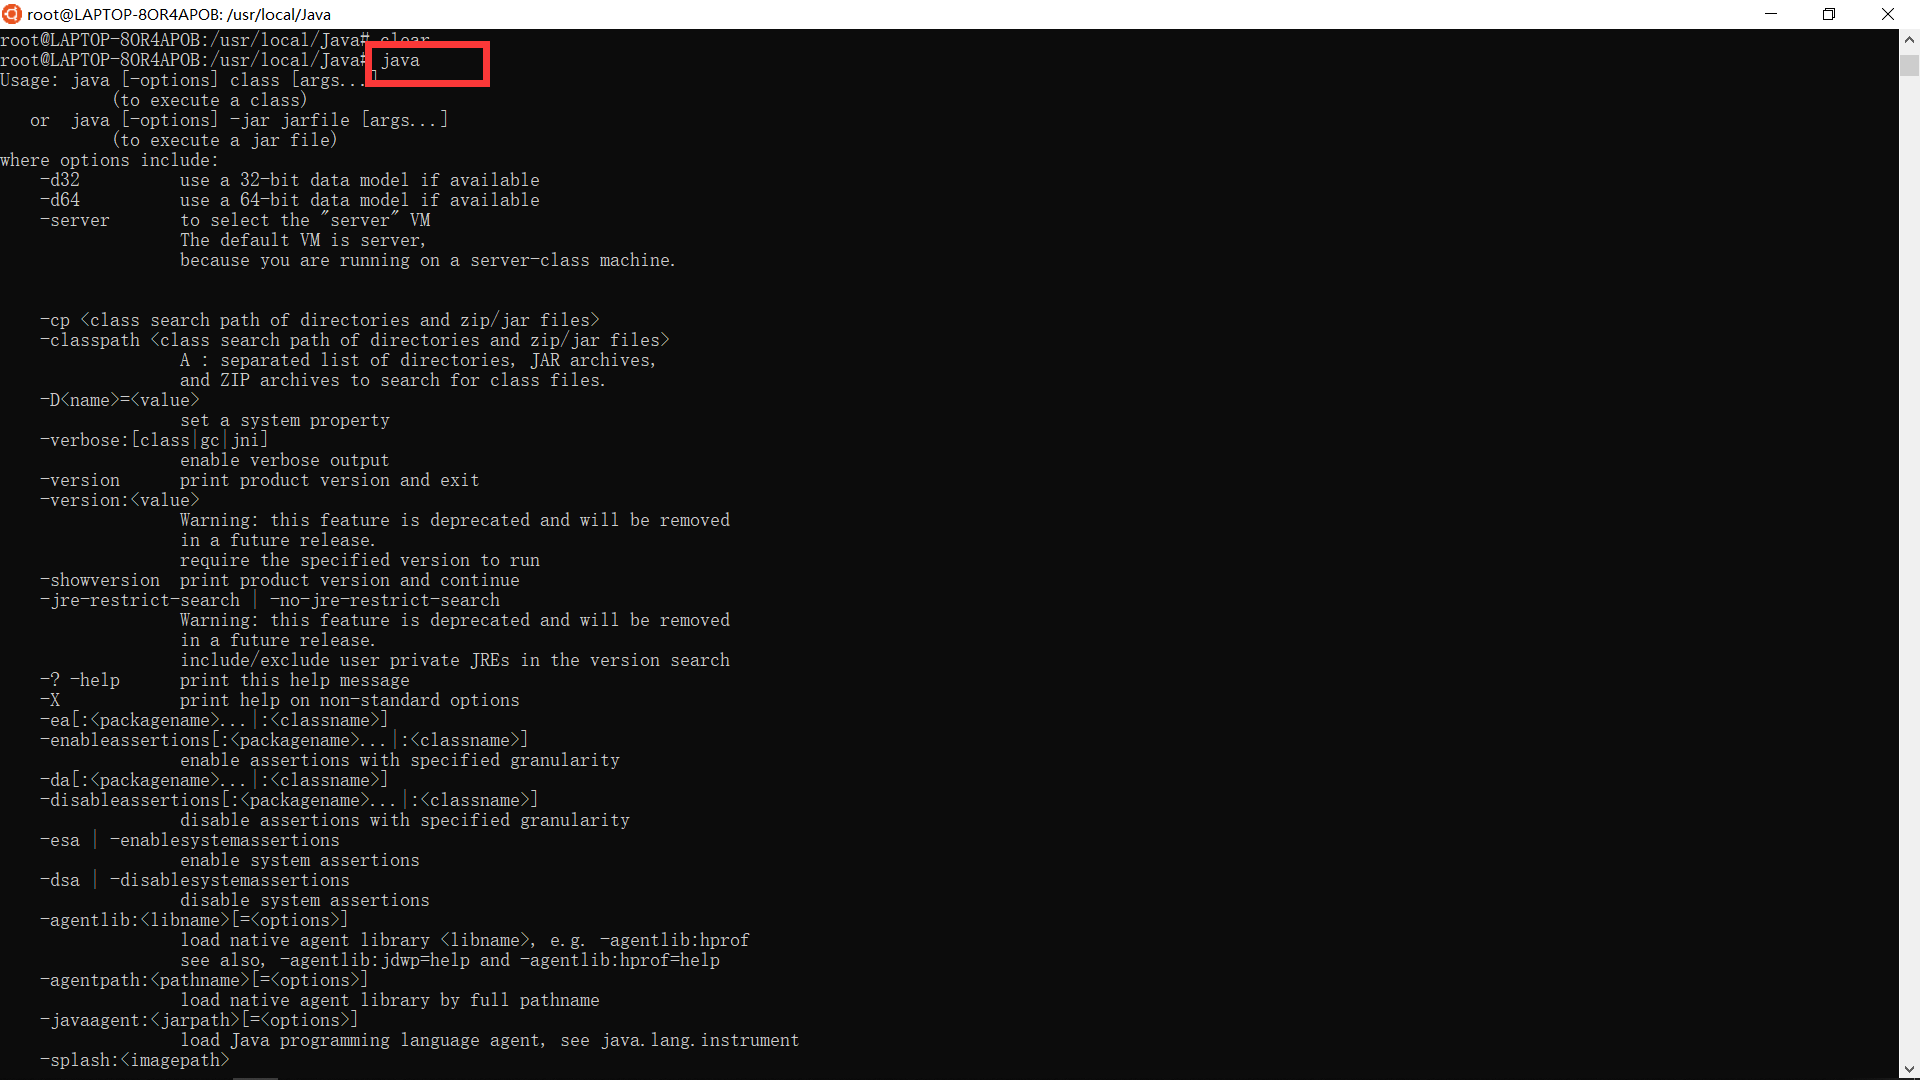 root@LAPTOP-8OR4APOB: /usr/local/Java
root@LAPTOP-8OR4APOB:/usr/local/Java# clear
root@LAPTOP-8OR4APOB:/usr/local/Java# java
Usage: java [-options] class [args...]
(to execute a class)
or  java [-options] -jar jarfile [args...]
(to execute a jar file)
where options include:
-d32          use a 32-bit data model if available
-d64          use a 64-bit data model if available
-server       to select the "server" VM
The default VM is server,
because you are running on a server-class machine.
-cp <class search path of directories and zip/jar files>
-classpath <class search path of directories and zip/jar files>
A : separated list of directories, JAR archives,
and ZIP archives to search for class files.
-D<name>=<value>
set a system property
-verbose:[class|gc|jni]
enable verbose output
-version      print product version and exit
-version:<value>
Warning: this feature is deprecated and will be removed
in a future release.
require the specified version to run
-showversion  print product version and continue
-jre-restrict-search | -no-jre-restrict-search
Warning: this feature is deprecated and will be removed
in a future release.
include/exclude user private JREs in the version search
-? -help      print this help message
-X            print help on non-standard options
-ea[:<packagename>...|:<classname>]
-enableassertions[:<packagename>...|:<classname>]
enable assertions with specified granularity
-da[:<packagename>...|:<classname>]
-disableassertions[:<packagename>...|:<classname>]
disable assertions with specified granularity
-esa | -enablesystemassertions
enable system assertions
-dsa | -disablesystemassertions
disable system assertions
-agentlib:<libname>[=<options>]
load native agent library <libname>, e.g. -agentlib:hprof
see also, -agentlib:jdwp=help and -agentlib:hprof=help
-agentpath:<pathname>[=<options>]
load native agent library by full pathname
-javaagent:<jarpath>[=<options>]
load Java programming language agent, see java.lang.instrument
-splash:<imagepath>